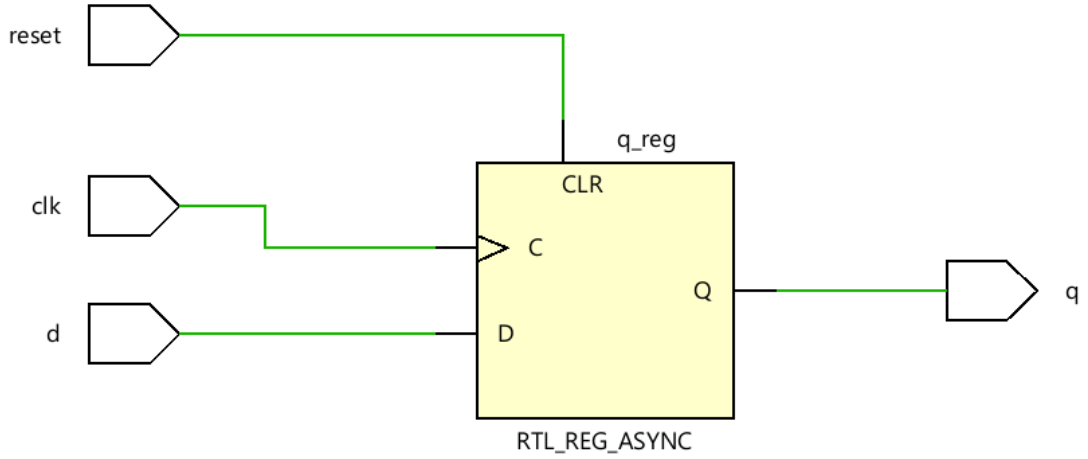 reset
q_reg
CLR
clk
C
Q
q
d
D
RTL_REG_ASYNC